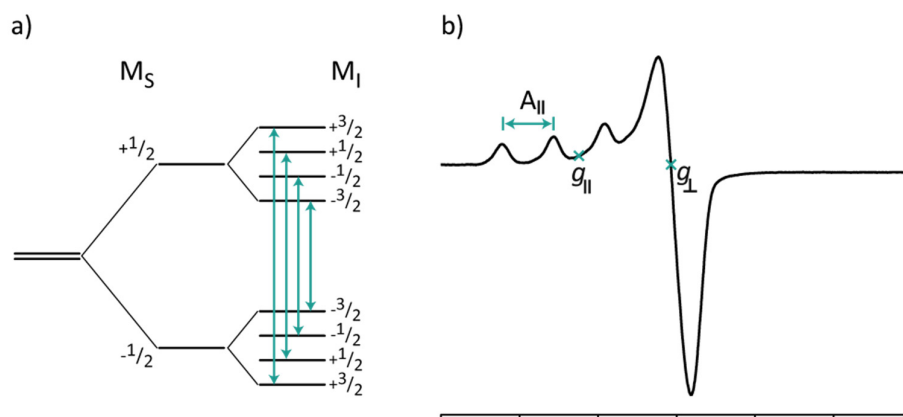 a)
M_S
M_I
+1/2
-1/2
+3/2
+1/2
-1/2
-3/2
-3/2
-1/2
+1/2
+3/2
b)
A_||
g_||
g_⊥